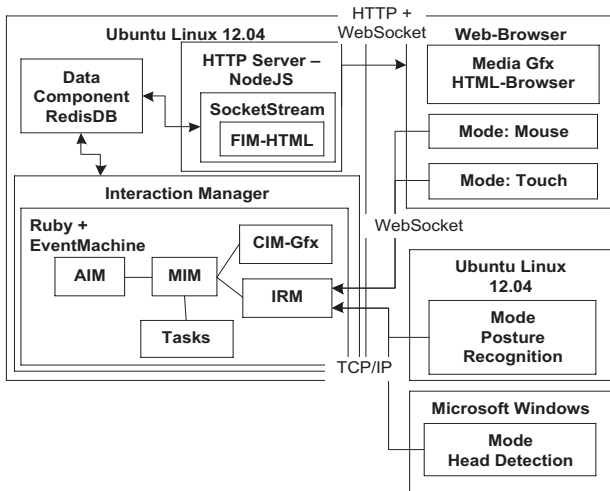 HTTP +
WebSocket
Ubuntu Linux 12.04
Data
Component
RedisDB
HTTP Server –
NodeJS
SocketStream
FIM-HTML
Web-Browser
Media Gfx
HTML-Browser
Mode: Mouse
Mode: Touch
WebSocket
Interaction Manager
Ruby +
EventMachine
CIM-Gfx
AIM
MIM
IRM
Tasks
Ubuntu Linux
12.04
Mode
Posture
Recognition
TCP/IP
Microsoft Windows
Mode
Head Detection